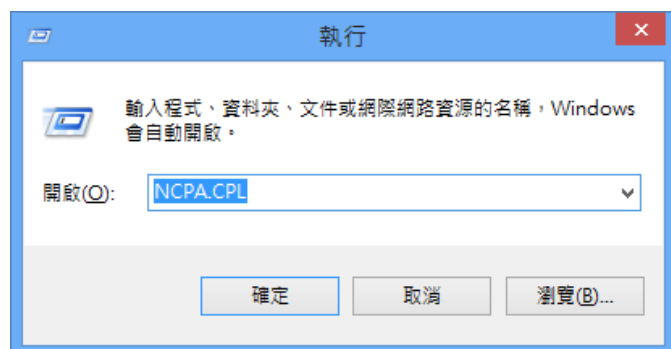 執行
輸入程式、資料夾、文件或網際網路資源的名稱，Windows
會自動開啟。
開啟(O):
NCPA.CPL
確定
取消
瀏覽(B)...